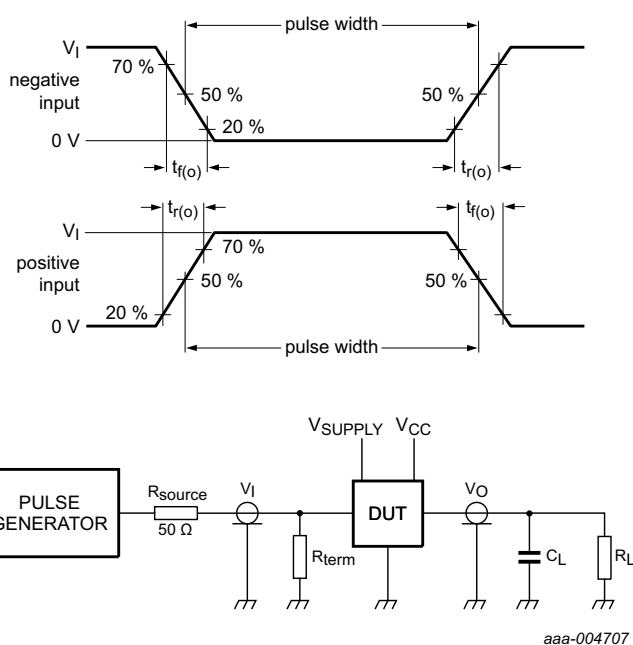 pulse width
VI
70 %
negative
input
50 %
50 %
20 %
0 V
tf(o)
tr(o)
tr(o)
tf(o)
VI
70 %
positive
input
50 %
50 %
20 %
0 V
pulse width
VSUPPLY
VCC
PULSE
GENERATOR
Rsource
50 Ω
VI
DUT
VO
Rterm
CL
RL
aaa-004707